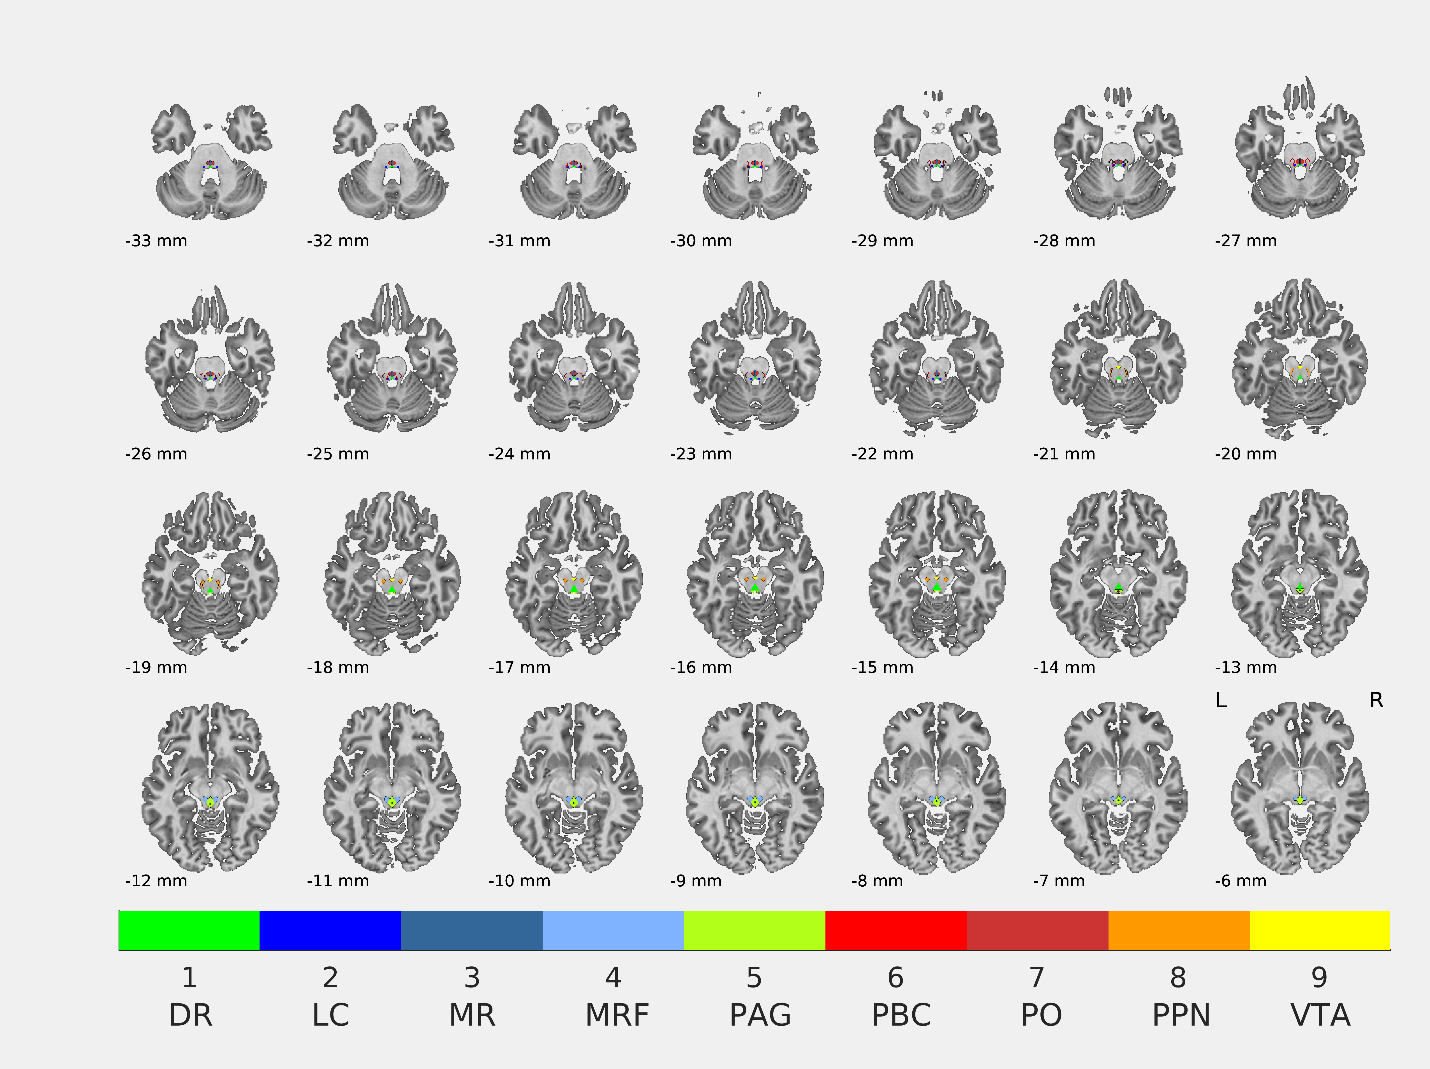 -33 mm -32 mm -31 mm -30 mm -29 mm -28 mm -27 mm
-26 mm -25 mm -24 mm -23 mm -22 mm -21 mm -20 mm
-19 mm -18 mm -17 mm -16 mm -15 mm -14 mm -13 mm
L R
-12 mm -11 mm -10 mm -9 mm -8 mm -7 mm -6 mm
1 2 3 4 5 6 7 8 9
DR LC MR MRF PAG PBC PO PPN VTA